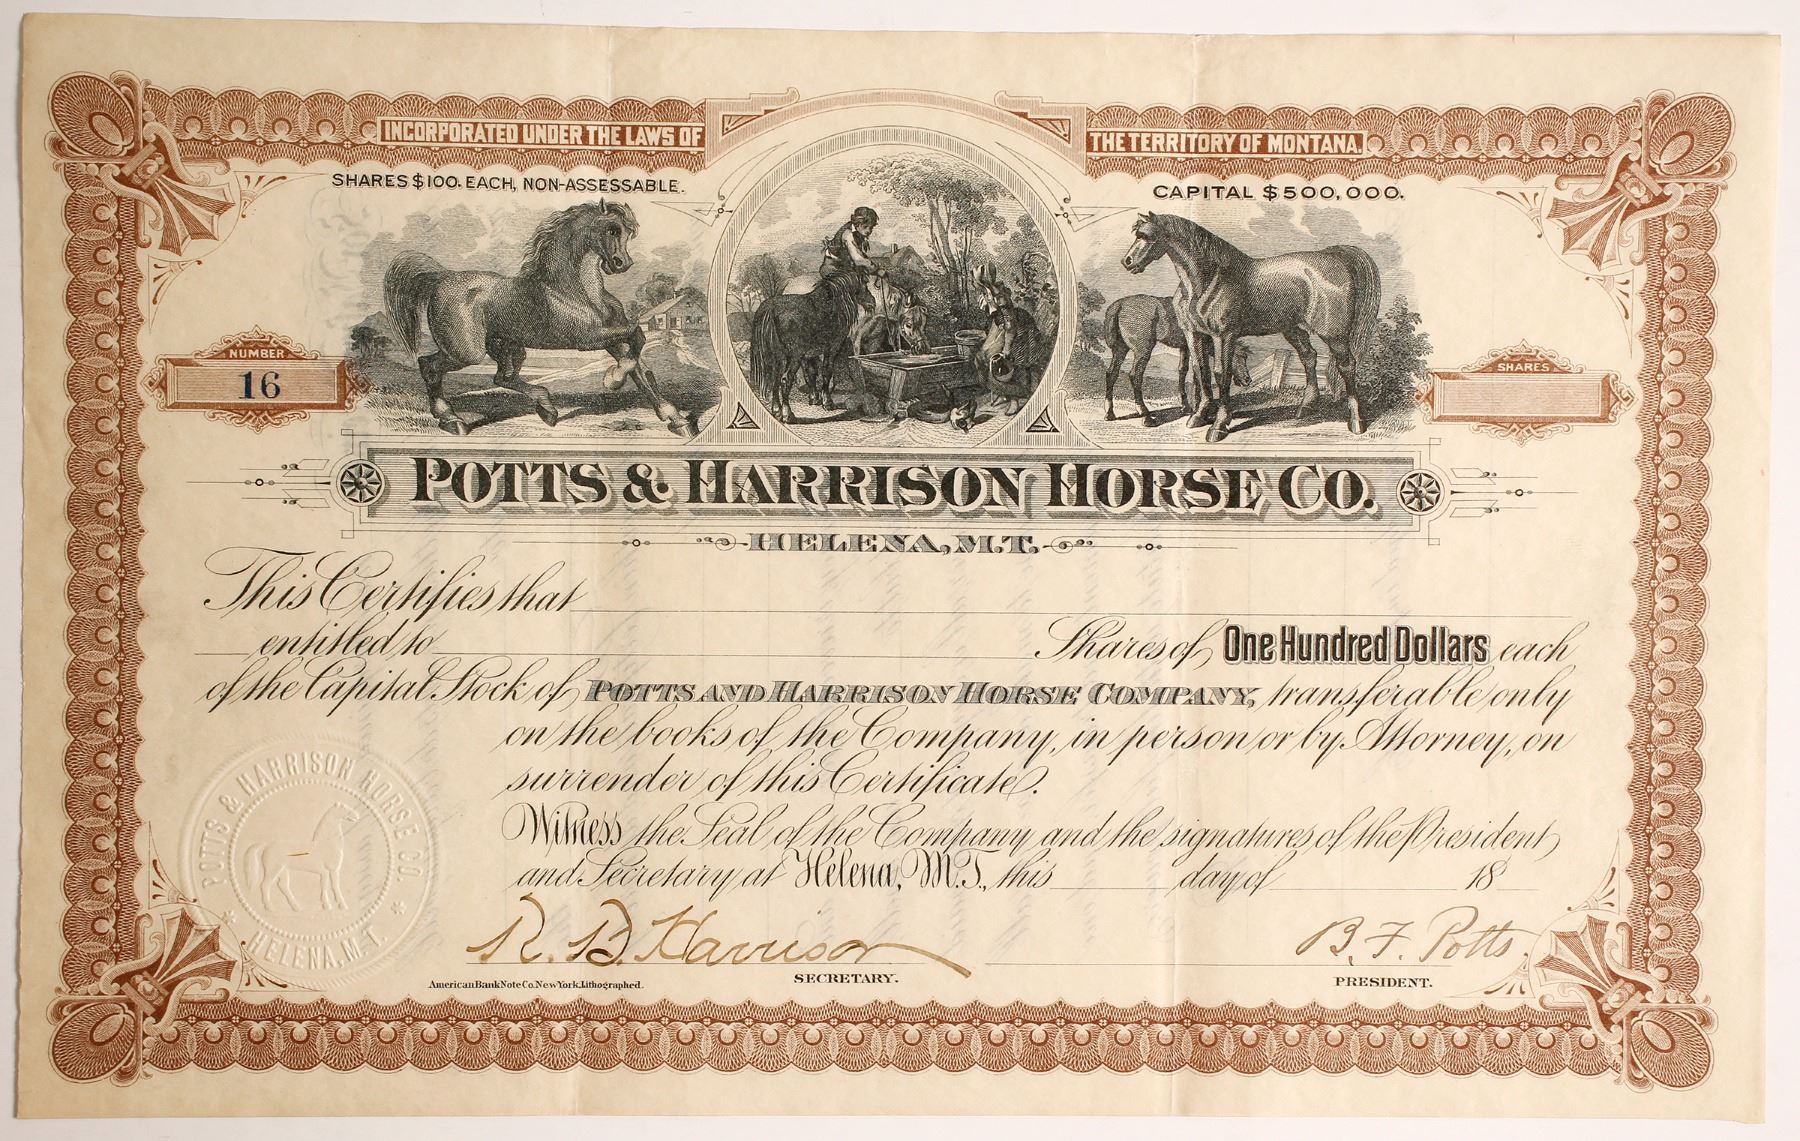 INCORPORATED UNDER THE LAWS OF THE TERRITORY OF MONTANA.
SHARES $100. EACH, NON-ASSESSABLE.
CAPITAL $500,000.
NUMBER
16
SHARES
POTTS & HARRISON HORSE CO.
HELENA, M.T.
This Certifies that
entitled to Shares of One Hundred Dollars each
of the Capital Stock of POTTS AND HARRISON HORSE COMPANY, transferable only
on the books of the Company, in person or by Attorney, on
surrender of this Certificate.
Witness the Seal of the Company and the signatures of the President
and Secretary at Helena, M.T., this day of 18
POTTS & HARRISON HORSE CO.
* HELENA, M.T. *
R. B. Harrison
SECRETARY.
B. F. Potts
PRESIDENT.
American Bank Note Co. New York. Lithographed.